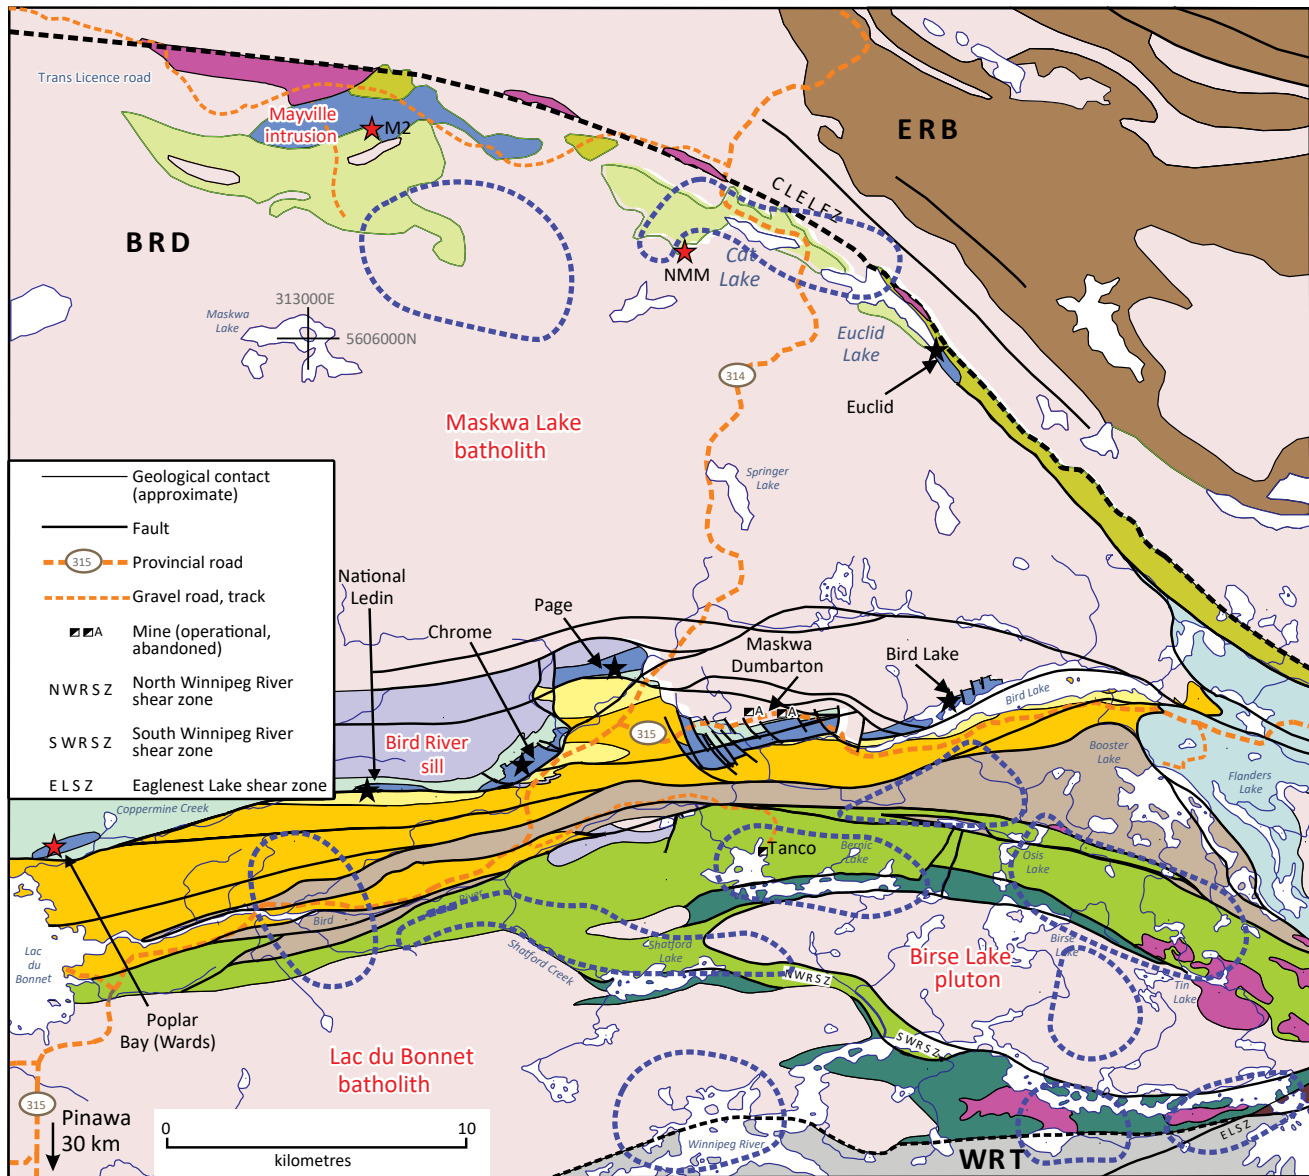 Trans Licence road
Mayville
intrusion
M2
ERB
CLELFZ
BRD
NMM
Cat
Lake
313000E
Maskwa
Lake
5606000N
Euclid
Lake
314
Euclid
Maskwa Lake
batholith
Springer
Lake
Geological contact
(approximate)
Fault
315
Provincial road
Gravel road, track
A
Mine (operational,
abandoned)
NWRSZ
North Winnipeg River
shear zone
SWRSZ
South Winnipeg River
shear zone
ELSZ
Eaglenest Lake shear zone
National
Ledin
Page
Chrome
Maskwa
Dumbarton
Bird Lake
Bird Lake
A
A
315
Bird River
sill
Booster
Lake
Flanders
Lake
Coppermine Creek
Tanco
Bernic
Lake
Osis
Lake
Bird
River
Lac
du
Bonnet
Shatford
Lake
Shatford Creek
Birse
Lake
Birse Lake
pluton
NWRSZ
Tin
Lake
Poplar
Bay (Wards)
SWRSZ
Lac du Bonnet
batholith
315
Pinawa
30 km
0
10
kilometres
Winnipeg River
WRT
ELSZ